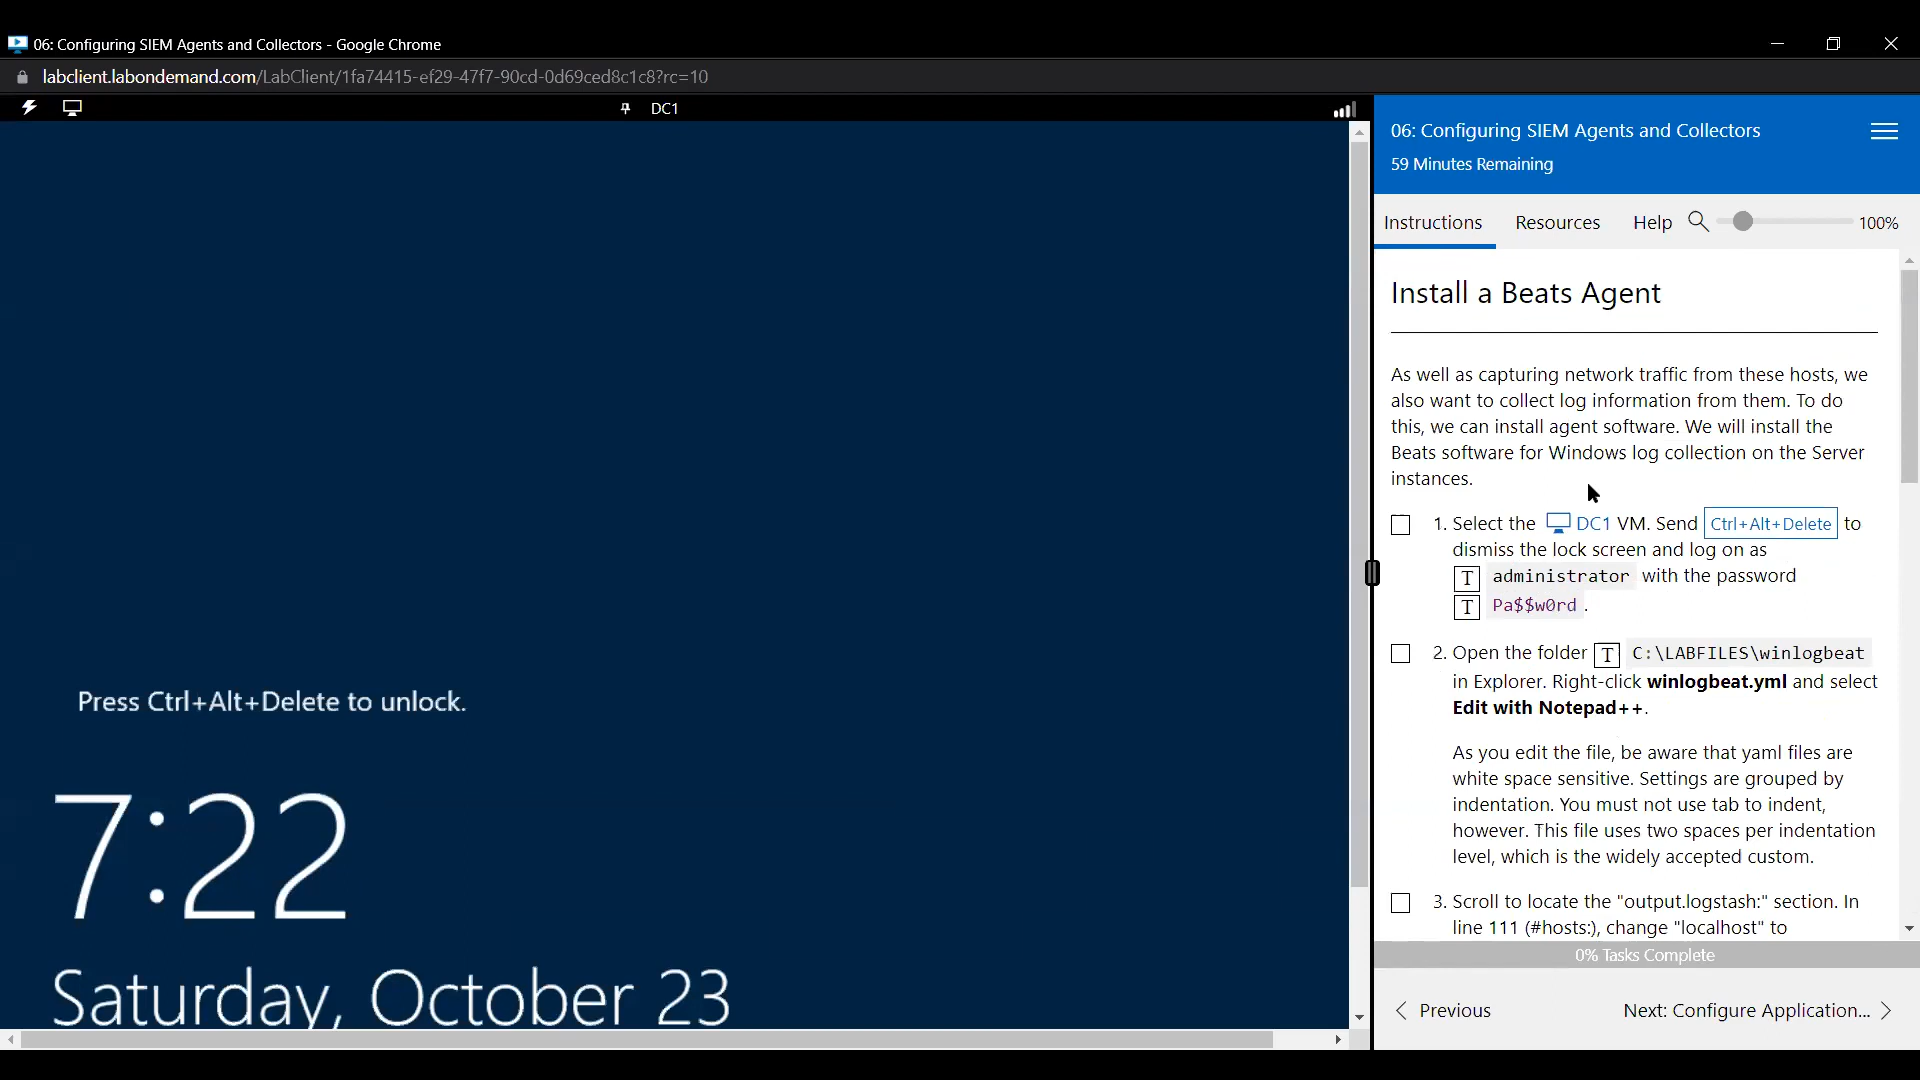 06: Configuring SIEM Agents and Collectors - Google Chrome
labclient.labondemand.com/LabClient/1fa74415-ef29-47f7-90cd-0d69ced8c1c8?rc=10
DC1
Press Ctrl+Alt+Delete to unlock.
7:22
Saturday, October 23
06: Configuring SIEM Agents and Collectors
59 Minutes Remaining
Instructions Resources Help 100%
Install a Beats Agent
As well as capturing network traffic from these hosts, we
also want to collect log information from them. To do
this, we can install agent software. We will install the
Beats software for Windows log collection on the Server
instances.
1. Select the DC1 VM. Send Ctrl+Alt+Delete to
dismiss the lock screen and log on as
T administrator with the password
T Pa$$w0rd .
2. Open the folder T C:\LABFILES\winlogbeat
in Explorer. Right-click winlogbeat.yml and select
Edit with Notepad++.
As you edit the file, be aware that yaml files are
white space sensitive. Settings are grouped by
indentation. You must not use tab to indent,
however. This file uses two spaces per indentation
level, which is the widely accepted custom.
3. Scroll to locate the "output.logstash:" section. In
line 111 (#hosts:), change "localhost" to
0% Tasks Complete
Previous
Next: Configure Application...